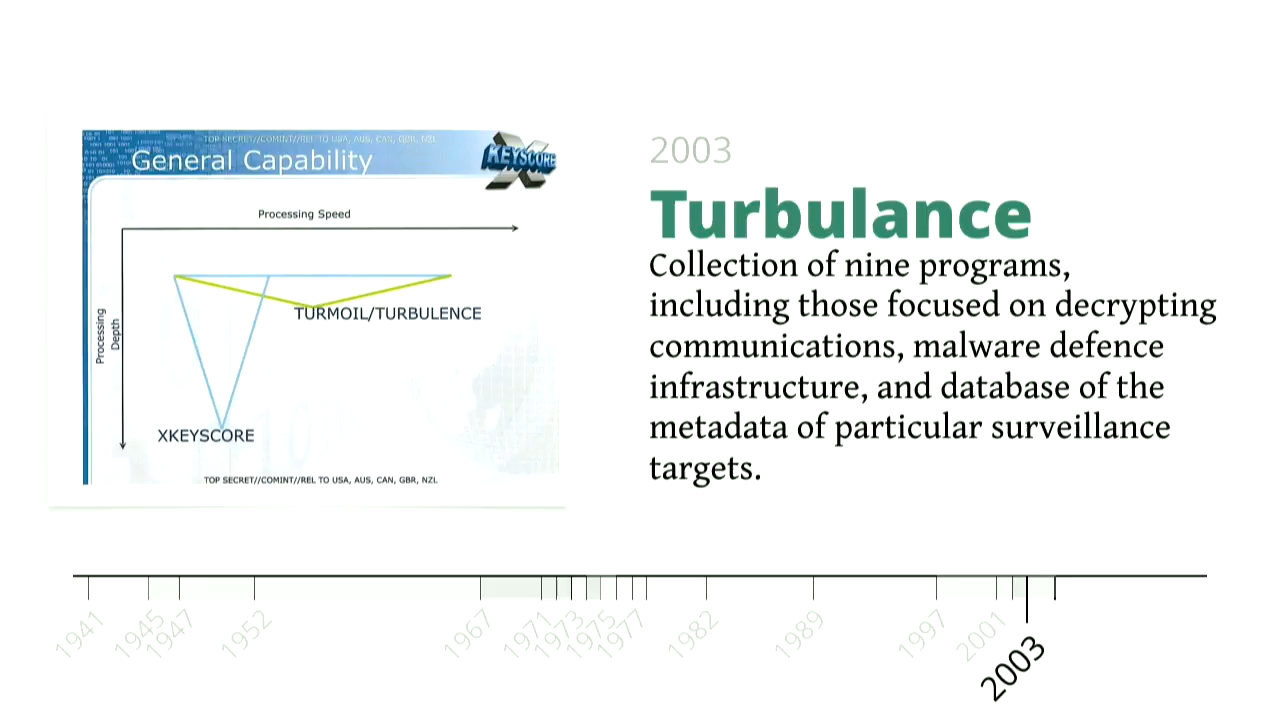 TOP SECRET//COMINT//REL TO USA, AUS, CAN, GBR, NZL
General Capability
KEYSCORE
Processing Speed
Processing
Depth
TURMOIL/TURBULENCE
XKEYSCORE
TOP SECRET//COMINT//REL TO USA, AUS, CAN, GBR, NZL
2003
Turbulance
Collection of nine programs,
including those focused on decrypting
communications, malware defence
infrastructure, and database of the
metadata of particular surveillance
targets.
1941
1945
1947
1952
1967
1971
1973
1975
1977
1982
1989
1997
2001
2003